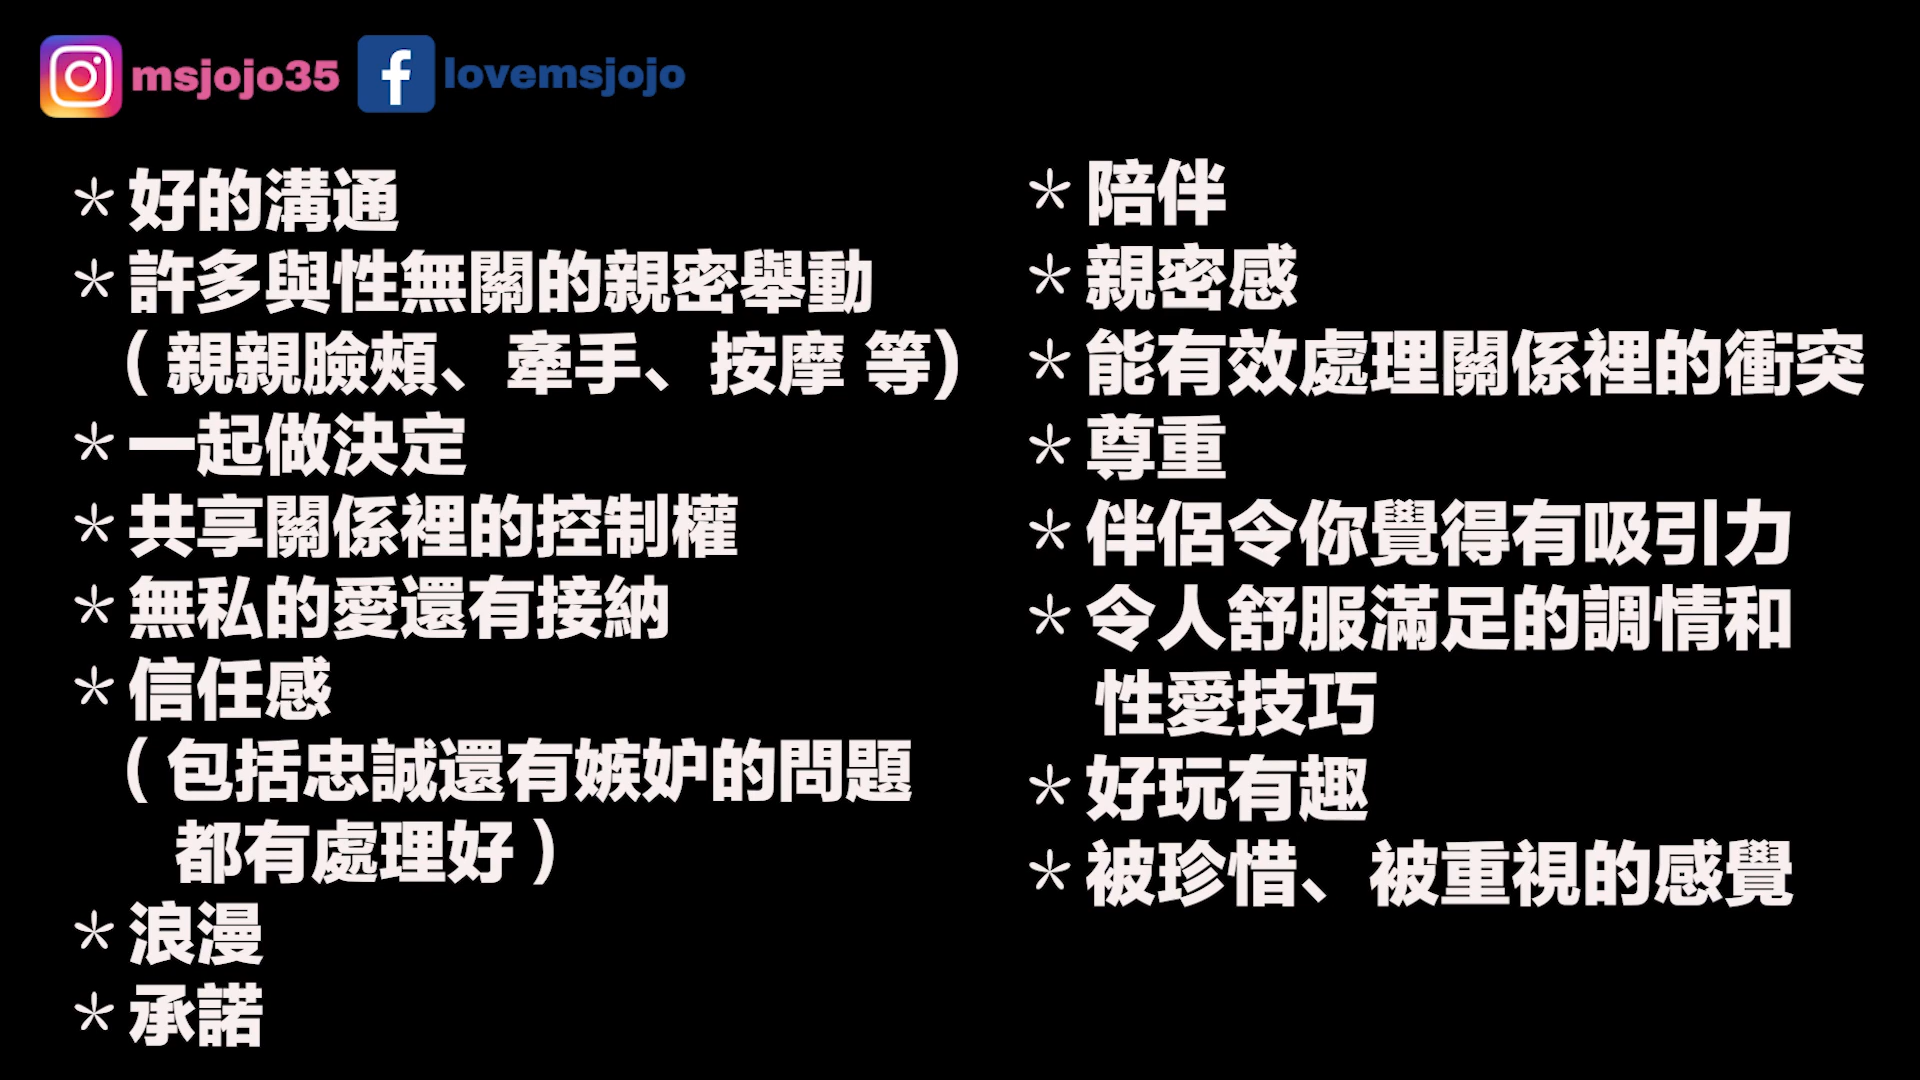 msjojo35 lovemsjojo
＊好的溝通
＊許多與性無關的親密舉動
(親親臉頰、牽手、按摩 等)
＊一起做決定
＊共享關係裡的控制權
＊無私的愛還有接納
＊信任感
(包括忠誠還有嫉妒的問題
都有處理好)
＊浪漫
＊承諾
＊陪伴
＊親密感
＊能有效處理關係裡的衝突
＊尊重
＊伴侶令你覺得有吸引力
＊令人舒服滿足的調情和
性愛技巧
＊好玩有趣
＊被珍惜、被重視的感覺